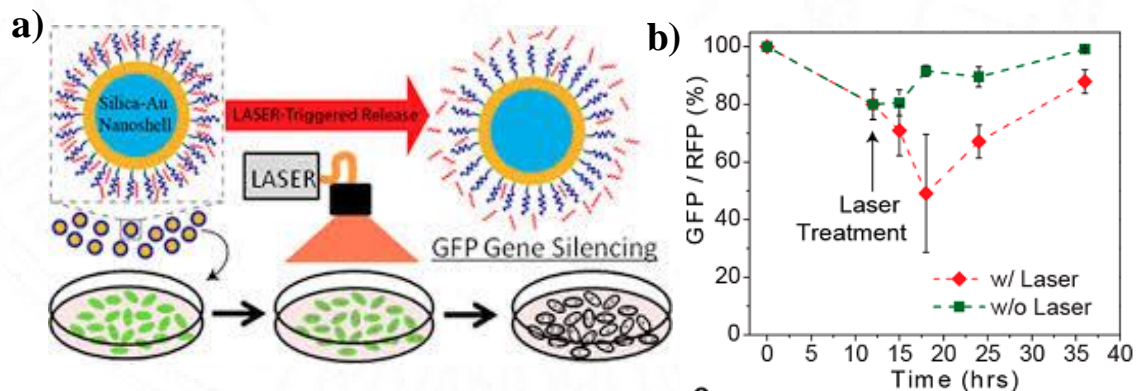 a)
Silica-Au
Nanoshell
LASER-Triggered Release
LASER
GFP Gene Silencing
b)
GFP / RFP (%)
100
80
60
40
20
0
Laser
Treatment
w/ Laser
w/o Laser
0 5 10 15 20 25 30 35 40
Time (hrs)